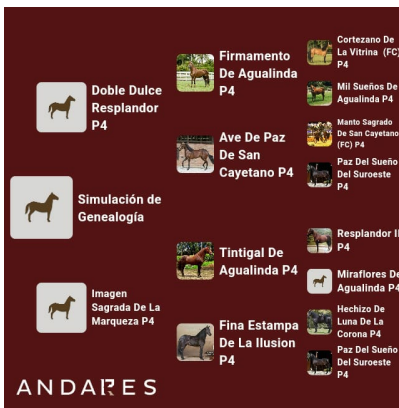 Doble Dulce
Resplandor
P4
Simulación de
Genealogía
Imagen
Sagrada De La
Marqueza P4
Firmamento
De Agualinda
P4
Ave De Paz
De San
Cayetano P4
Tintigal De
Agualinda P4
Fina Estampa
De La Ilusion
P4
Cortezano De
La Vitrina (FC)
P4
Mil Sueños De
Agualinda P4
Manto Sagrado
De San Cayetano
(FC) P4
Paz Del Sueño
Del Suroeste
P4
Resplandor II
P4
Miraflores De
Agualinda P4
Hechizo De
Luna De La
Corona P4
Paz Del Sueño
Del Suroeste
P4
ANDARES